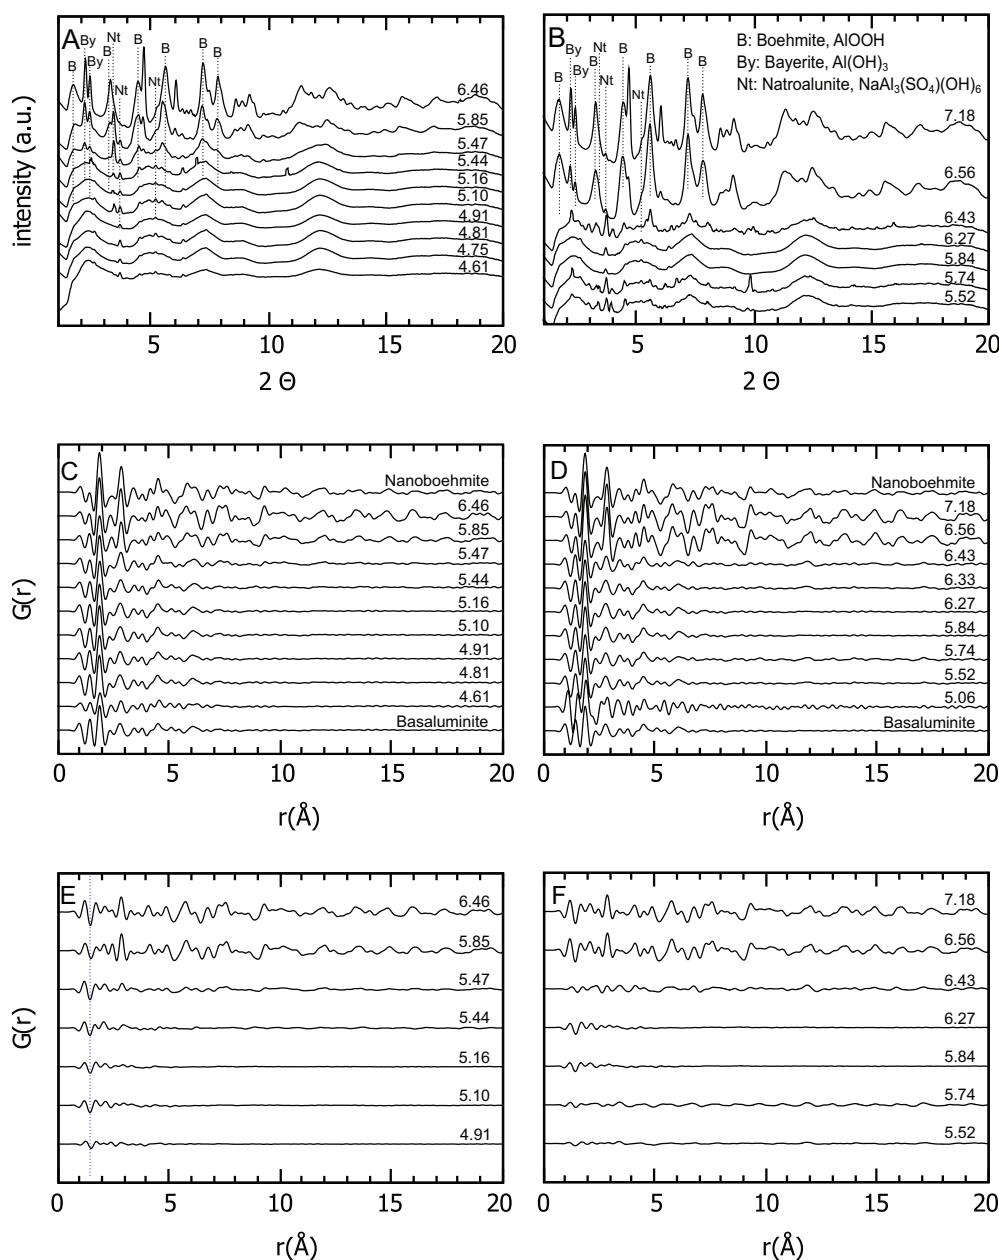 A
B
By
By
Nt
B
Nt
B
Nt
B
B
B
6.46
5.85
5.47
5.44
5.16
5.10
4.91
4.81
4.75
4.61
intensity (a.u.)
5 10 15 20
2 Θ
B
B
By
By
B
Nt
Nt
B
Nt
B
B
B
B: Boehmite, AlOOH
By: Bayerite, Al(OH)3
Nt: Natroalunite, NaAl3(SO4)(OH)6
7.18
6.56
6.43
6.27
5.84
5.74
5.52
5 10 15 20
2 Θ
C
Nanoboehmite
6.46
5.85
5.47
5.44
5.16
5.10
4.91
4.81
4.61
Basaluminite
G(r)
0 5 10 15 20
r(Å)
D
Nanoboehmite
7.18
6.56
6.43
6.33
6.27
5.84
5.74
5.52
5.06
Basaluminite
0 5 10 15 20
r(Å)
E
6.46
5.85
5.47
5.44
5.16
5.10
4.91
G(r)
0 5 10 15 20
r(Å)
F
7.18
6.56
6.43
6.27
5.84
5.74
5.52
0 5 10 15 20
r(Å)